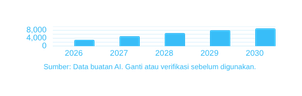 8,000
4,000
0
2026 2027 2028 2029 2030
Sumber: Data buatan AI. Ganti atau verifikasi sebelum digunakan.